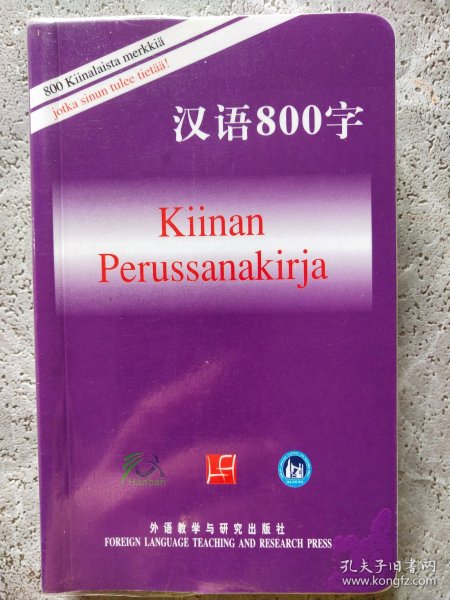 800 Kiinalaista merkkiä
jotka sinun tulee tietää!
汉语800字
Kiinan
Perussanakirja
Hanban
外语教学与研究出版社
FOREIGN LANGUAGE TEACHING AND RESEARCH PRESS
孔夫子旧书网
www.kongfz.com